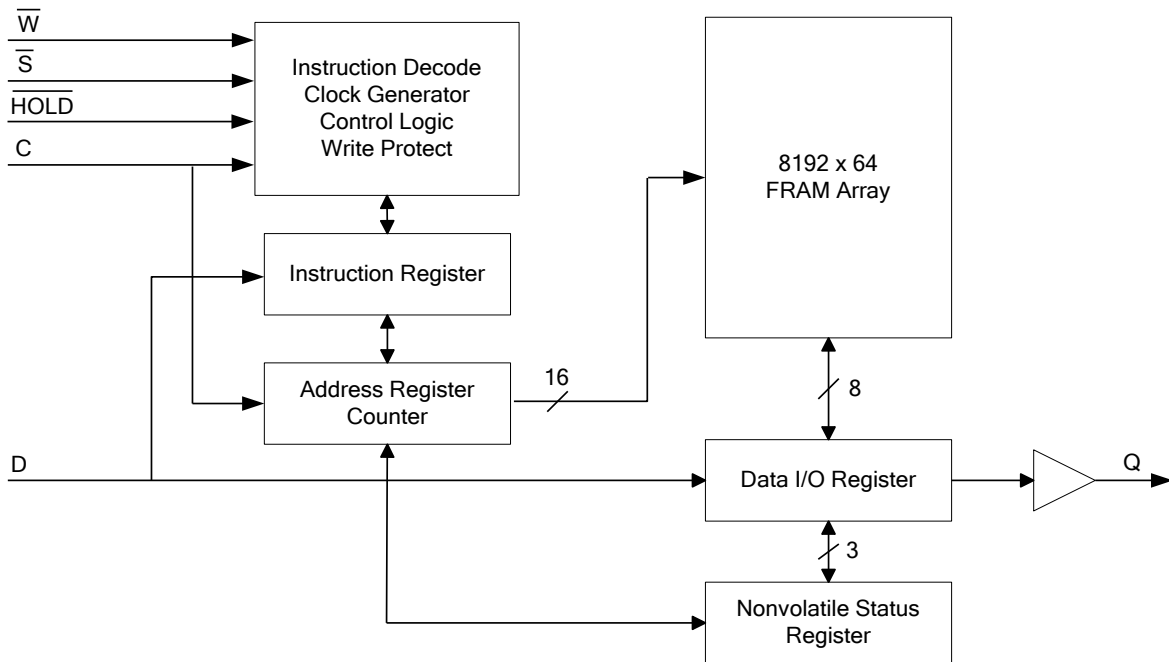 W̅
S̅
H̅O̅L̅D̅
C
Instruction Decode
Clock Generator
Control Logic
Write Protect
8192 x 64
FRAM Array
Instruction Register
Address Register
Counter
16
8
D
Data I/O Register
Q
3
Nonvolatile Status
Register